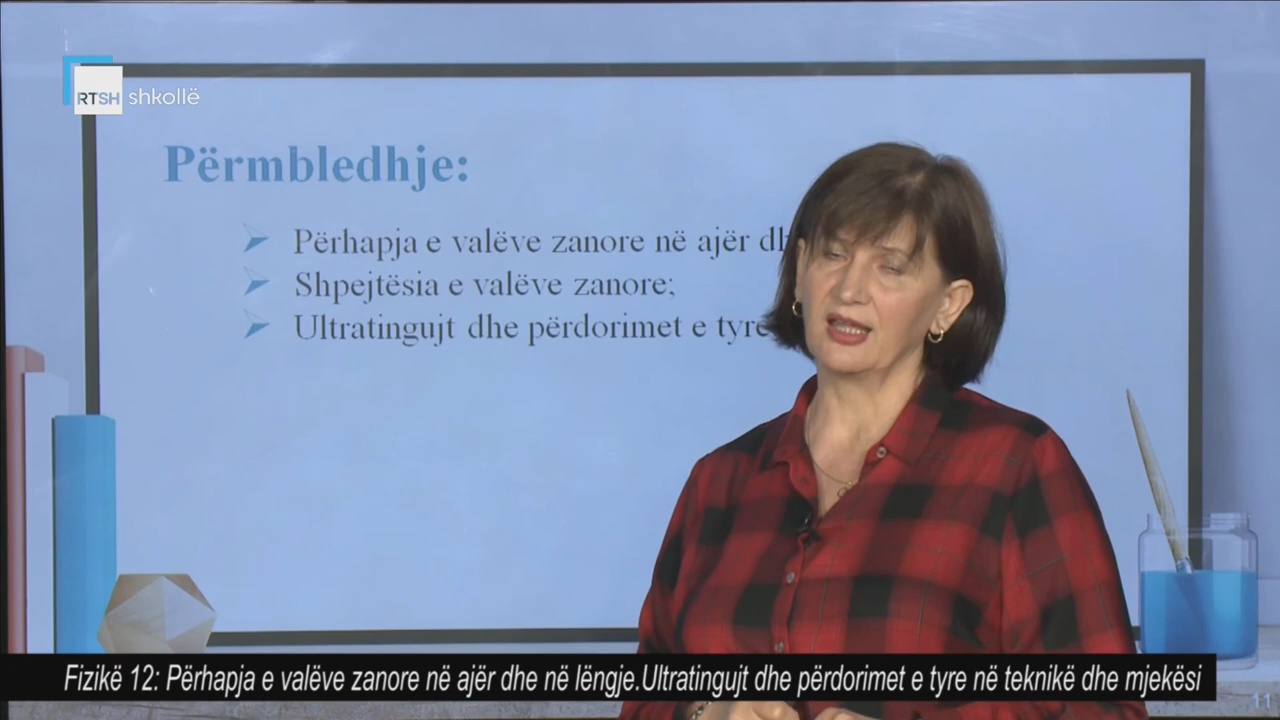 RTSH shkollë
Përmbledhje:
Përhapja e valëve zanore në ajër
Shpejtësia e valëve zanore;
Ultratingujt dhe përdorimet e tyre
Fizikë 12: Përhapja e valëve zanore në ajër dhe në lëngje.Ultratingujt dhe përdorimet e tyre në teknikë dhe mjekësi
11